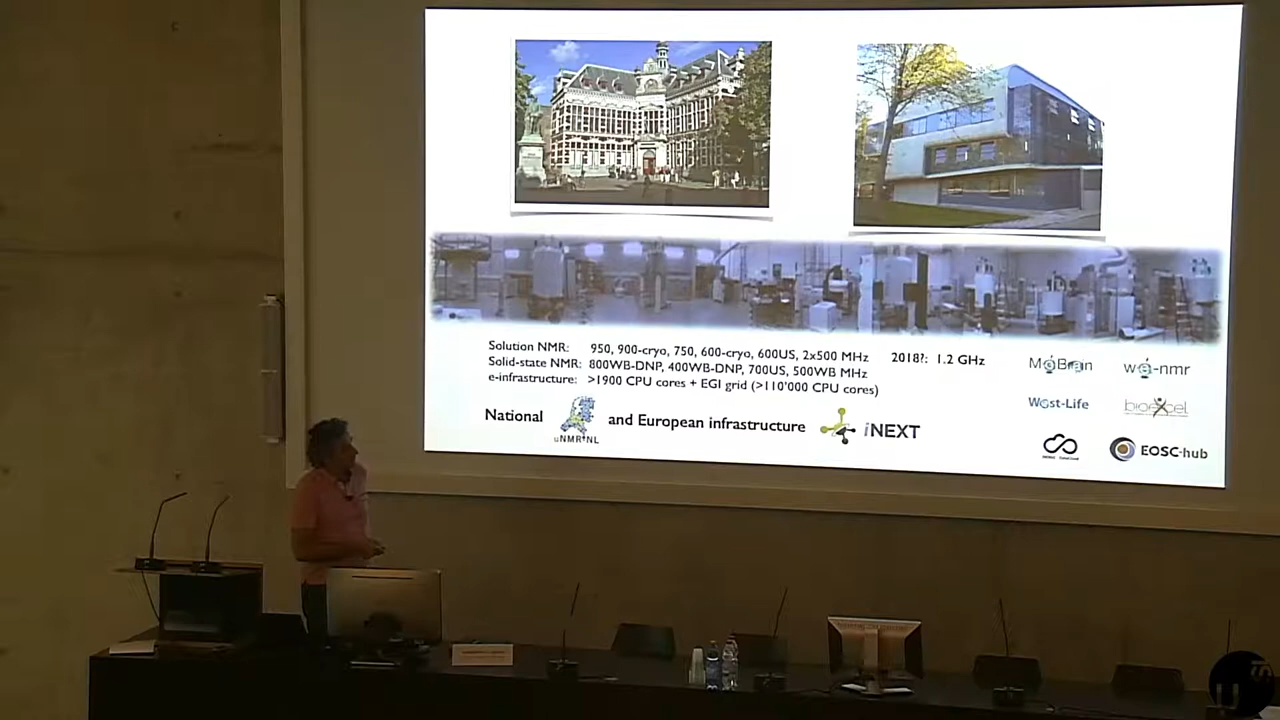 Solution NMR: 950, 900-cryo, 750, 600-cryo, 600US, 2x500 MHz 2018?: 1.2 GHz
Solid-state NMR: 800WB-DNP, 400WB-DNP, 700US, 500WB MHz
e-infrastructure: >1900 CPU cores + EGI grid (>110'000 CPU cores)
National uNMR-NL and European infrastructure iNEXT
MoBrain we-nmr
West-Life bioexcel
EOSC-hub